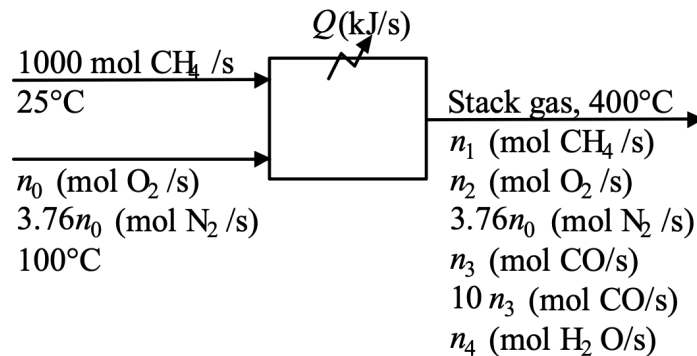 Q(kJ/s)
1000 mol CH4 /s
25°C
n0 (mol O2 /s)
3.76n0 (mol N2 /s)
100°C
Stack gas, 400°C
n1 (mol CH4 /s)
n2 (mol O2 /s)
3.76n0 (mol N2 /s)
n3 (mol CO/s)
10 n3 (mol CO/s)
n4 (mol H2 O/s)